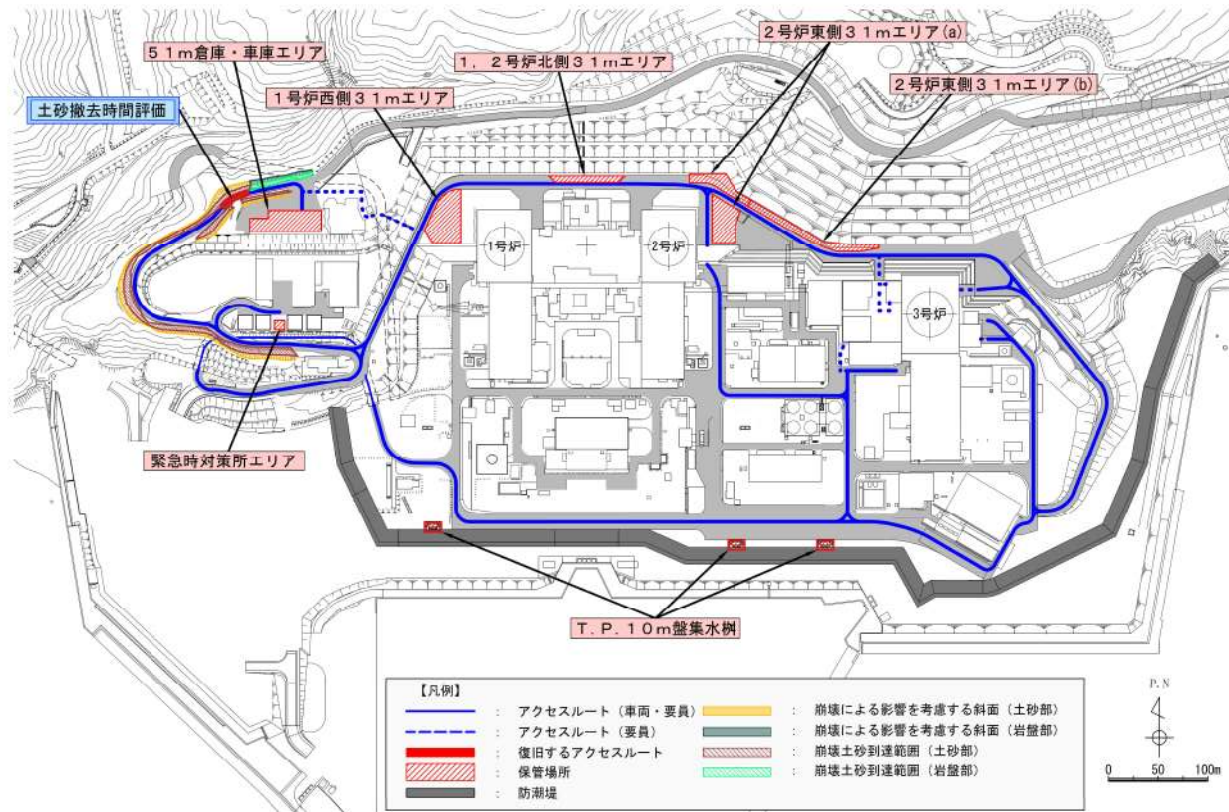 2号炉東側31mエリア(a)
51m倉庫・車庫エリア
1，2号炉北側31mエリア
2号炉東側31mエリア(b)
1号炉西側31mエリア
土砂撤去時間評価
1号炉
2号炉
3号炉
緊急時対策所エリア
T.P.10m盤集水桝
【凡例】
： アクセスルート（車両・要員）
： アクセスルート（要員）
： 復旧するアクセスルート
： 保管場所
： 防潮堤
： 崩壊による影響を考慮する斜面（土砂部）
： 崩壊による影響を考慮する斜面（岩盤部）
： 崩壊土砂到達範囲（土砂部）
： 崩壊土砂到達範囲（岩盤部）
P.N
0 50 100m